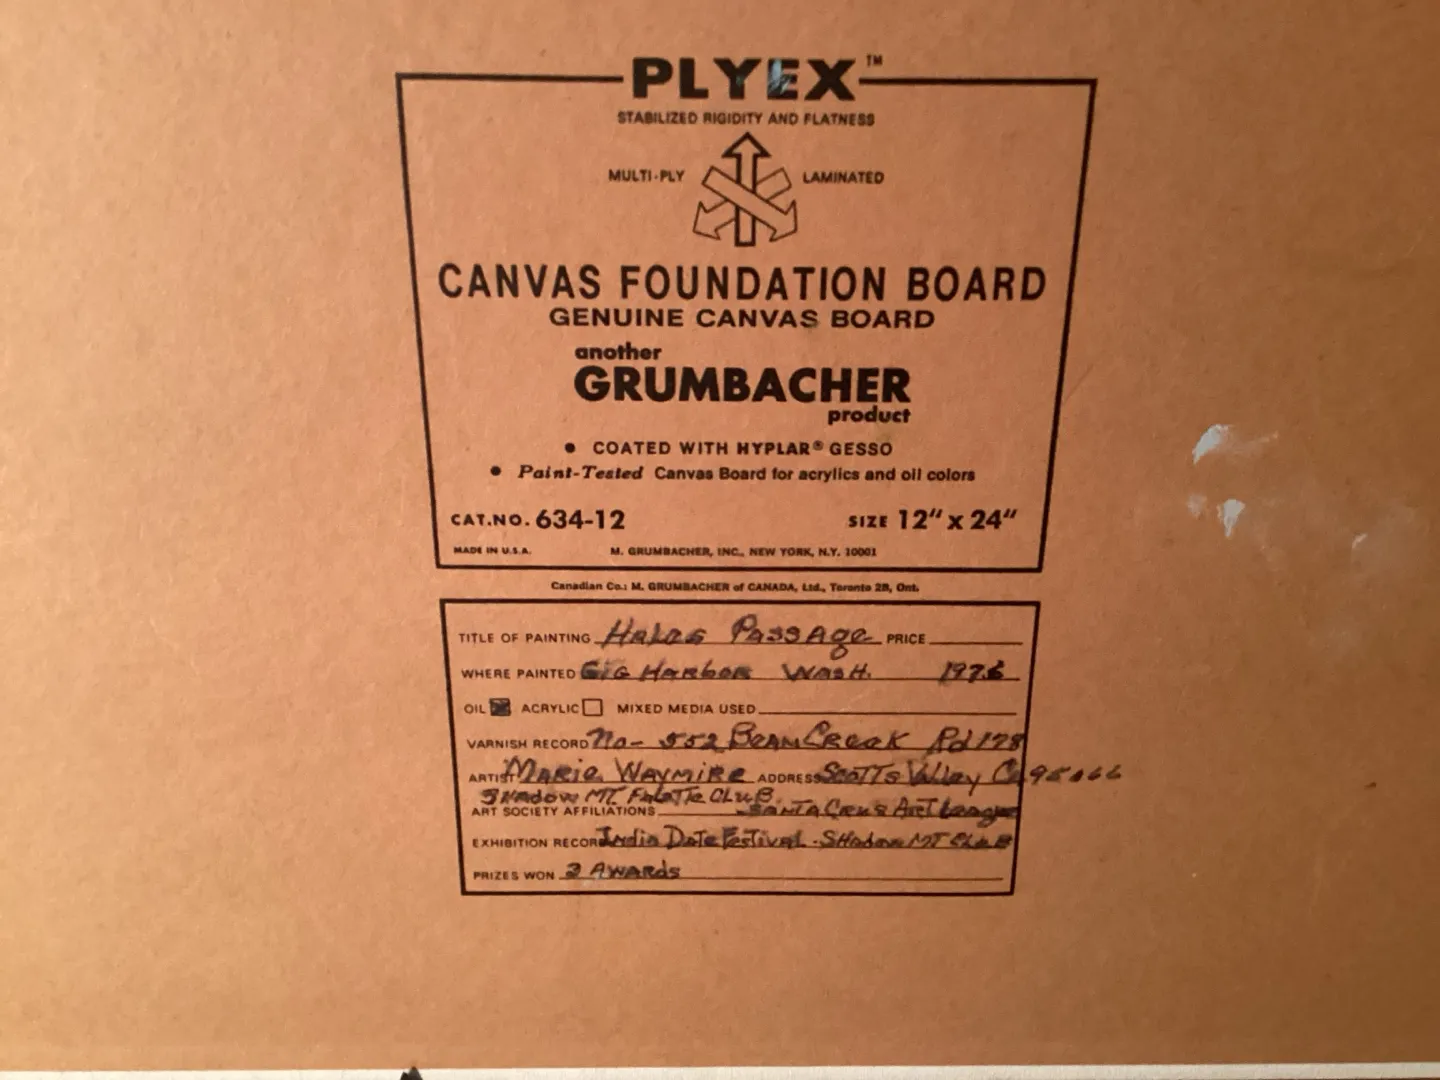 PLYEX™
STABILIZED RIGIDITY AND FLATNESS
MULTI-PLY LAMINATED
CANVAS FOUNDATION BOARD
GENUINE CANVAS BOARD
another
GRUMBACHER
product
• COATED WITH HYPLAR® GESSO
• Paint-Tested Canvas Board for acrylics and oil colors
CAT.NO. 634-12 SIZE 12" x 24"
MADE IN U.S.A. M. GRUMBACHER, INC., NEW YORK, N.Y. 10001
Canadian Co.: M. GRUMBACHER of CANADA, Ltd., Toronto 2B, Ont.
TITLE OF PAINTING Passage PRICE
WHERE PAINTED Gig Harbor Wash. 1976
OIL ACRYLIC MIXED MEDIA USED
VARNISH RECORD No - 552 Bean Creek Rd 178
ARTIST Marie Waymire ADDRESS Scotts Valley Ca 95066
Shadow MT. Palette CLUB
ART SOCIETY AFFILIATIONS Santa Cruz Art League
EXHIBITION RECORD India Date Festival - Shadow MT CLUB
PRIZES WON Awards